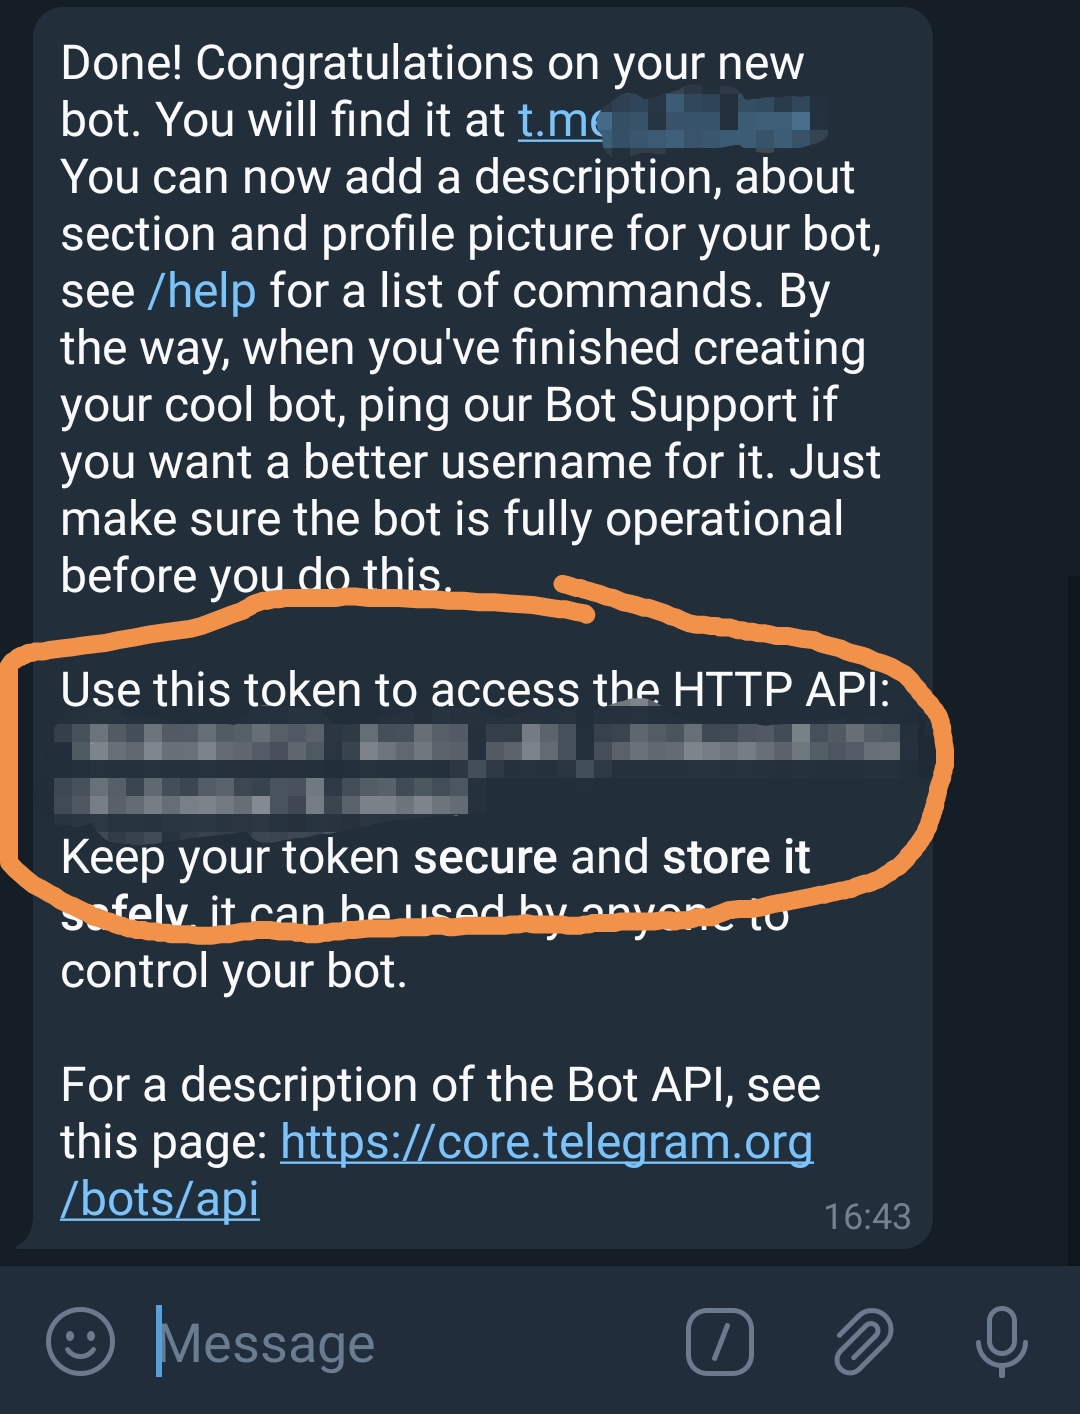 Done! Congratulations on your new
bot. You will find it at t.me
You can now add a description, about
section and profile picture for your bot,
see /help for a list of commands. By
the way, when you've finished creating
your cool bot, ping our Bot Support if
you want a better username for it. Just
make sure the bot is fully operational
before you do this.
Use this token to access the HTTP API:
Keep your token secure and store it
safely, it can be used by anyone to
control your bot.
For a description of the Bot API, see
this page: https://core.telegram.org
/bots/api
16:43
Message